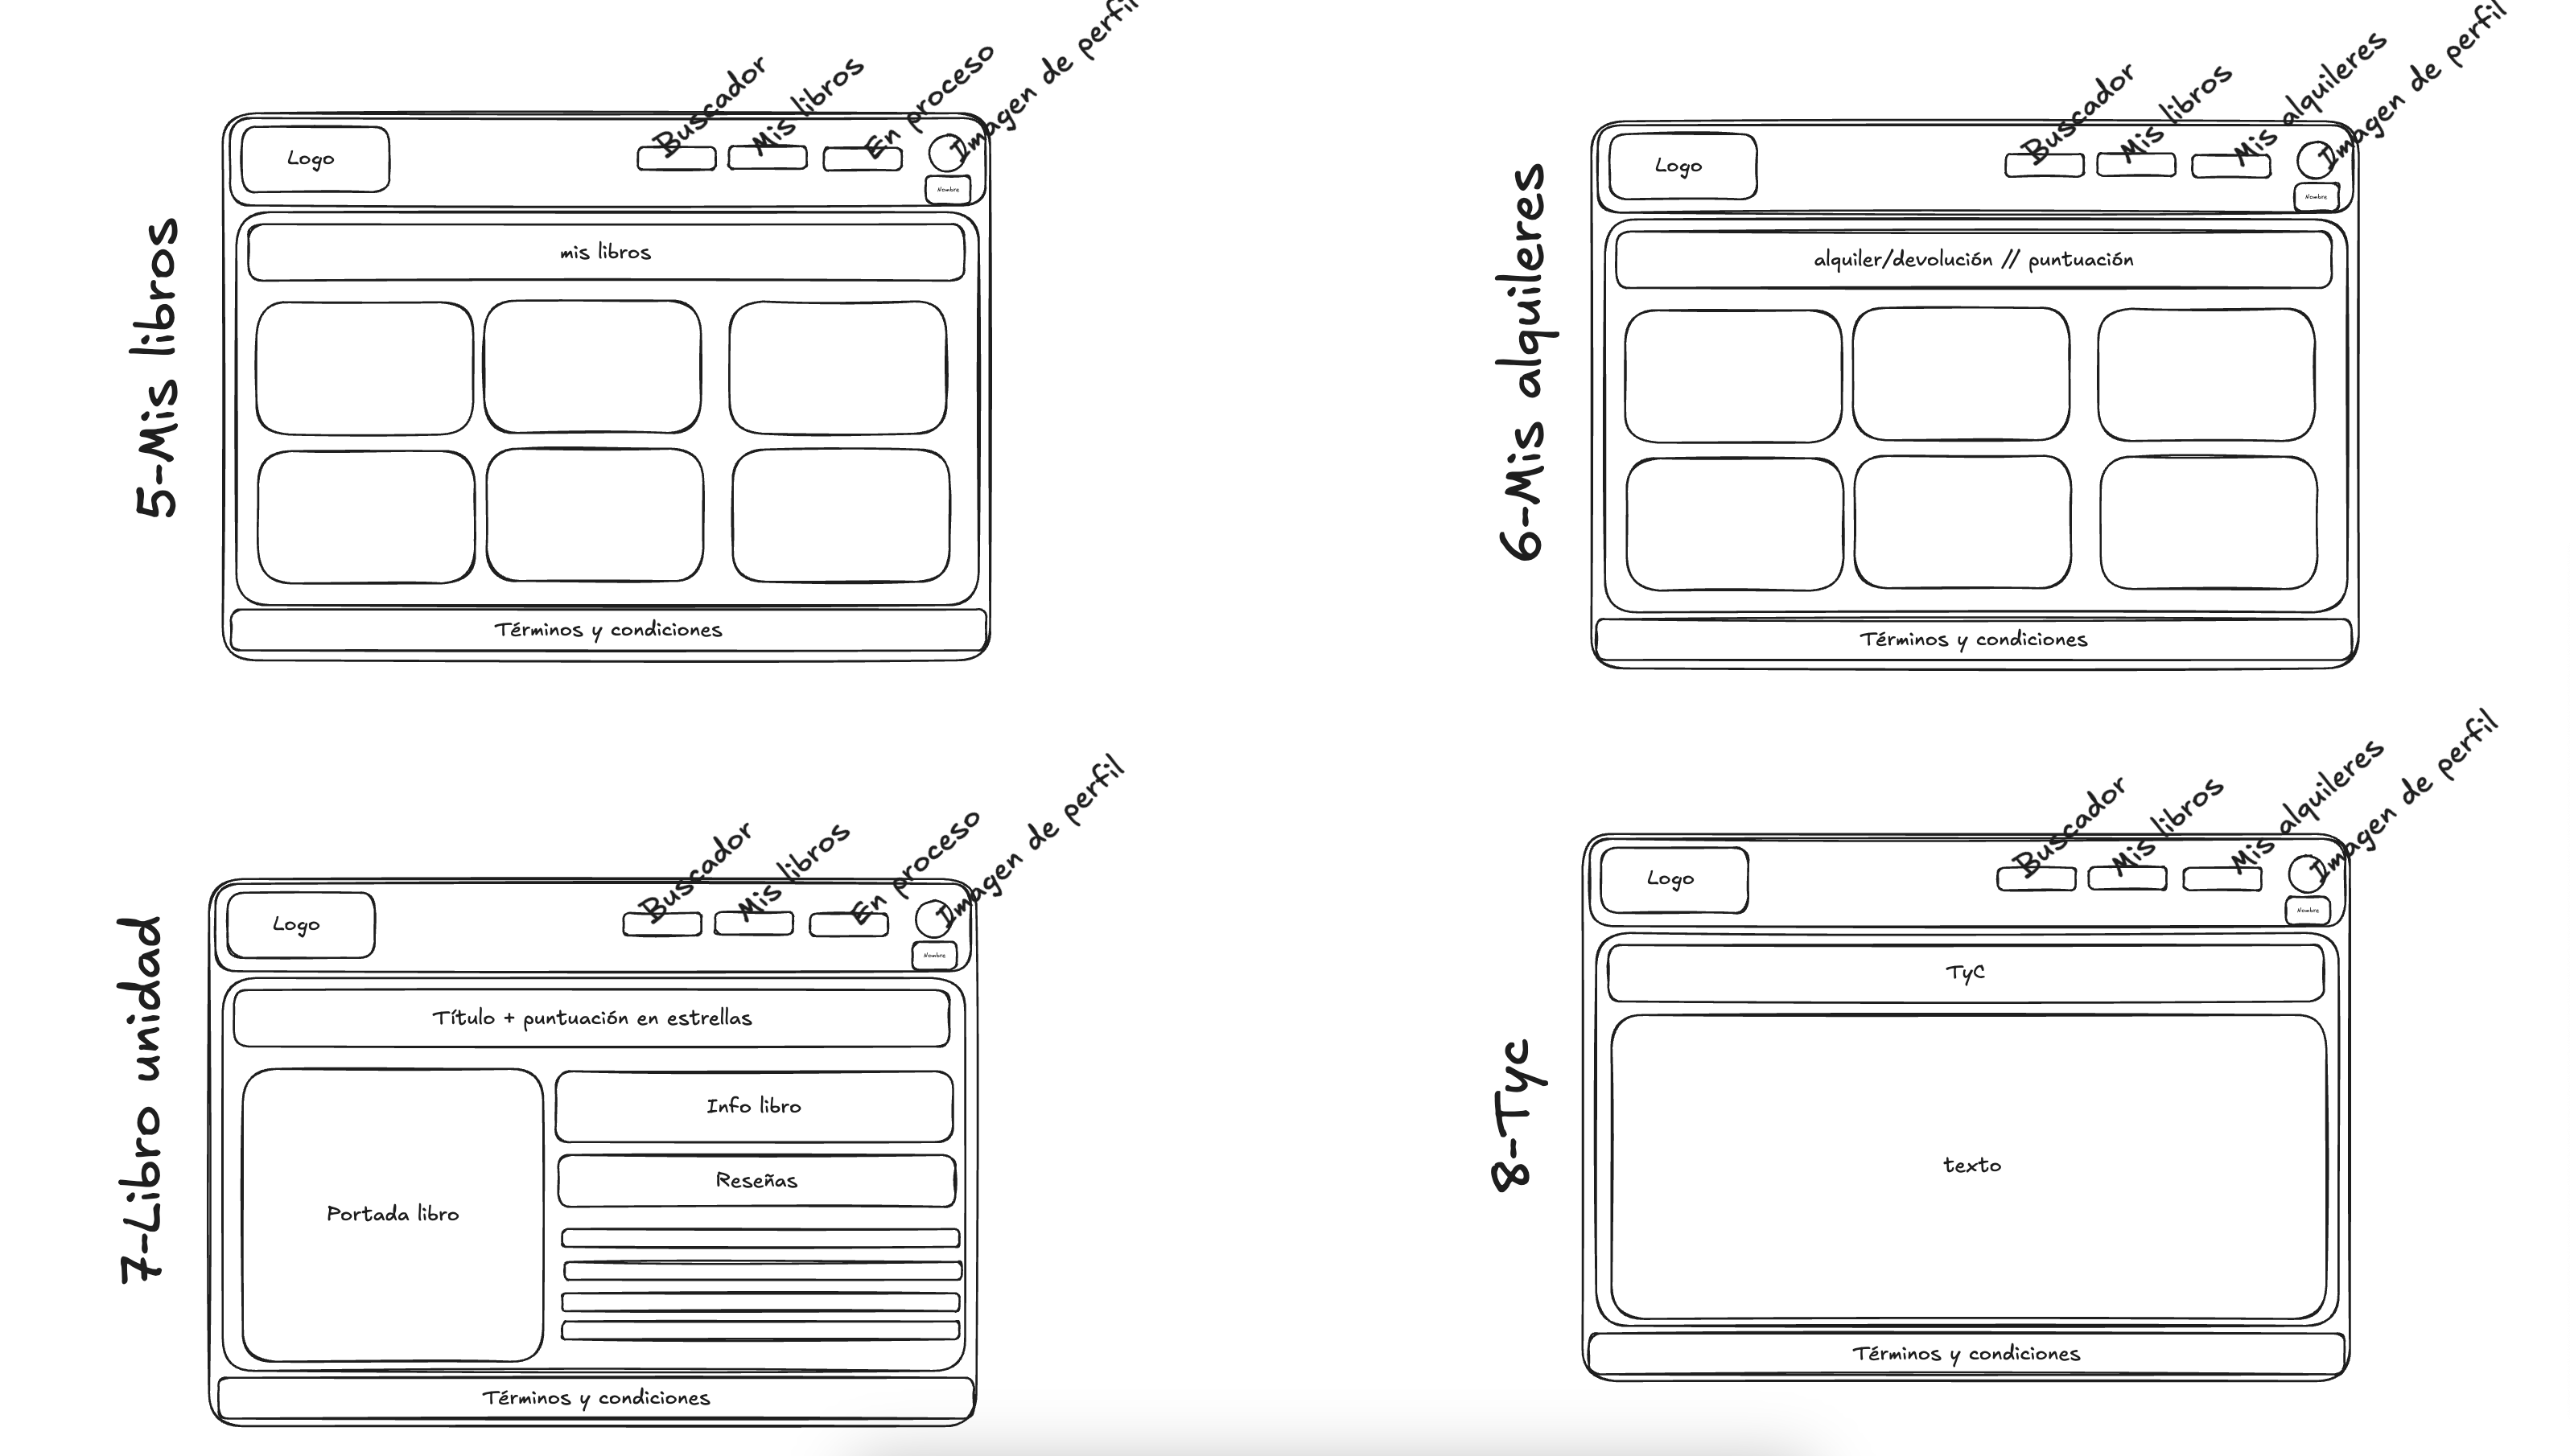 5-Mis libros
Buscador
Mis libros
En proceso
Imagen de perfil
Logo
Nombre
mis libros
Términos y condiciones
6-Mis alquileres
Buscador
Mis libros
Mis alquileres
Imagen de perfil
Logo
Nombre
alquiler/devolución // puntuación
Términos y condiciones
7-Libro unidad
Buscador
Mis libros
En proceso
Imagen de perfil
Logo
Nombre
Título + puntuación en estrellas
Portada libro
Info libro
Reseñas
Términos y condiciones
8-Tyc
Buscador
Mis libros
Mis alquileres
Imagen de perfil
Logo
Nombre
TyC
texto
Términos y condiciones